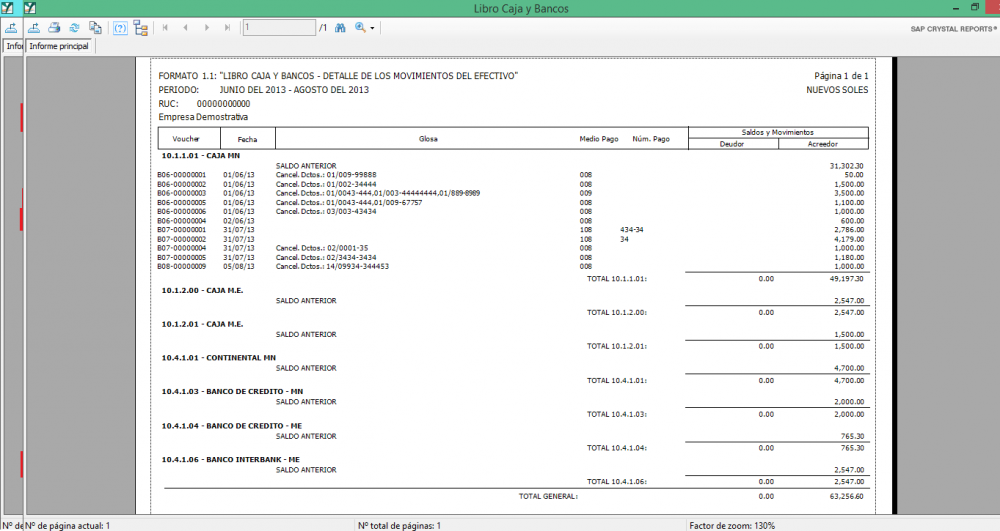 Libro Caja y Bancos
1 /1
SAP CRYSTAL REPORTS®
Infor Informe principal
FORMATO 1.1: "LIBRO CAJA Y BANCOS - DETALLE DE LOS MOVIMIENTOS DEL EFECTIVO" Página 1 de 1
PERIODO: JUNIO DEL 2013 - AGOSTO DEL 2013 NUEVOS SOLES
RUC: 00000000000
Empresa Demostrativa
Saldos y Movimientos
Voucher Fecha Glosa Medio Pago Núm. Pago Deudor Acreedor
10.1.1.01 - CAJA MN
SALDO ANTERIOR 31,302.30
B06-00000001 01/06/13 Cancel. Dctos.: 01/009-99888 008 50.00
B06-00000002 01/06/13 Cancel. Dctos.: 01/002-34444 008 1,500.00
B06-00000003 01/06/13 Cancel. Dctos.: 01/0043-444,01/003-44444444,01/889-8989 009 3,500.00
B06-00000005 01/06/13 Cancel. Dctos.: 01/0043-444,01/009-67757 008 1,100.00
B06-00000006 01/06/13 Cancel. Dctos.: 03/003-43434 008 1,000.00
B06-00000004 02/06/13 008 600.00
B07-00000001 31/07/13 108 434-34 2,786.00
B07-00000002 31/07/13 108 34 4,179.00
B07-00000004 31/07/13 Cancel. Dctos.: 02/0001-35 008 1,000.00
B07-00000005 31/07/13 Cancel. Dctos.: 02/3434-3434 008 1,180.00
B08-00000009 05/08/13 Cancel. Dctos.: 14/09934-344453 008 1,000.00
TOTAL 10.1.1.01: 0.00 49,197.30
10.1.2.00 - CAJA M.E.
SALDO ANTERIOR 2,547.00
TOTAL 10.1.2.00: 0.00 2,547.00
10.1.2.01 - CAJA M.E.
SALDO ANTERIOR 1,500.00
TOTAL 10.1.2.01: 0.00 1,500.00
10.4.1.01 - CONTINENTAL MN
SALDO ANTERIOR 4,700.00
TOTAL 10.4.1.01: 0.00 4,700.00
10.4.1.03 - BANCO DE CREDITO - MN
SALDO ANTERIOR 2,000.00
TOTAL 10.4.1.03: 0.00 2,000.00
10.4.1.04 - BANCO DE CREDITO - ME
SALDO ANTERIOR 765.30
TOTAL 10.4.1.04: 0.00 765.30
10.4.1.06 - BANCO INTERBANK - ME
SALDO ANTERIOR 2,547.00
TOTAL 10.4.1.06: 0.00 2,547.00
TOTAL GENERAL: 0.00 63,256.60
Nº de Nº de página actual: 1 Nº total de páginas: 1 Factor de zoom: 130%